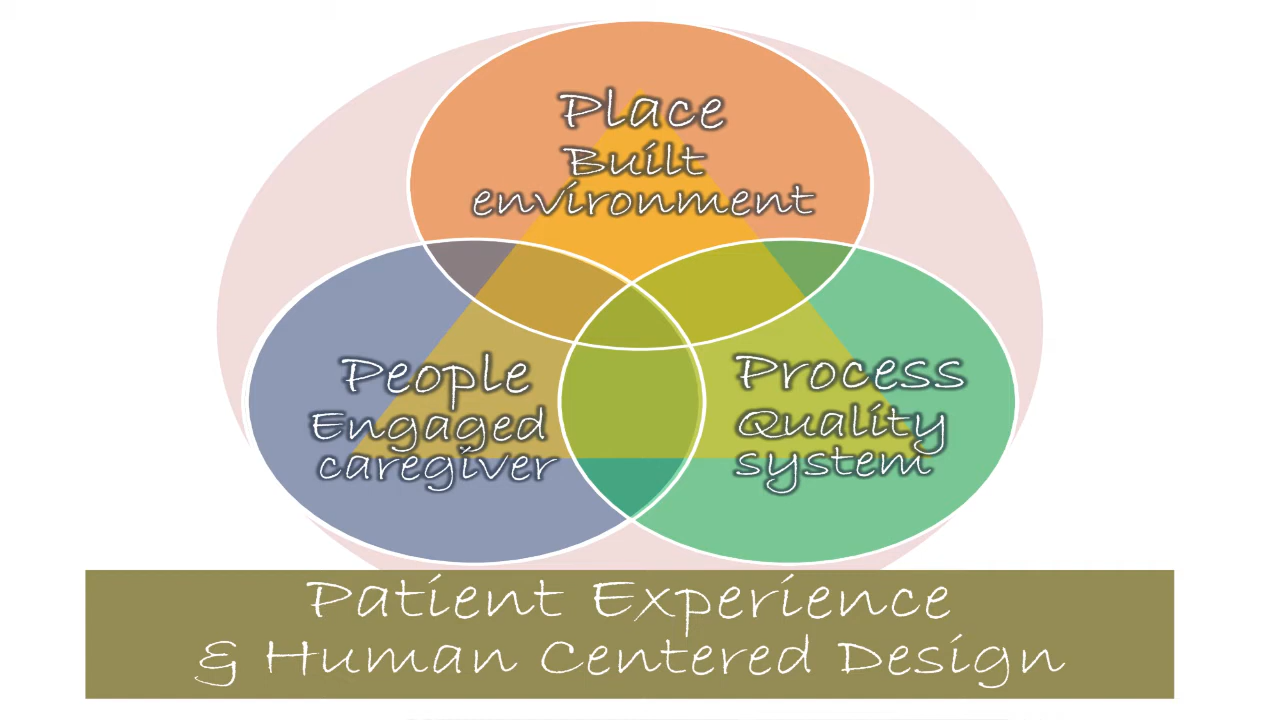 Place
Built
environment
People
Engaged
caregiver
Process
Quality
system
Patient Experience
& Human Centered Design